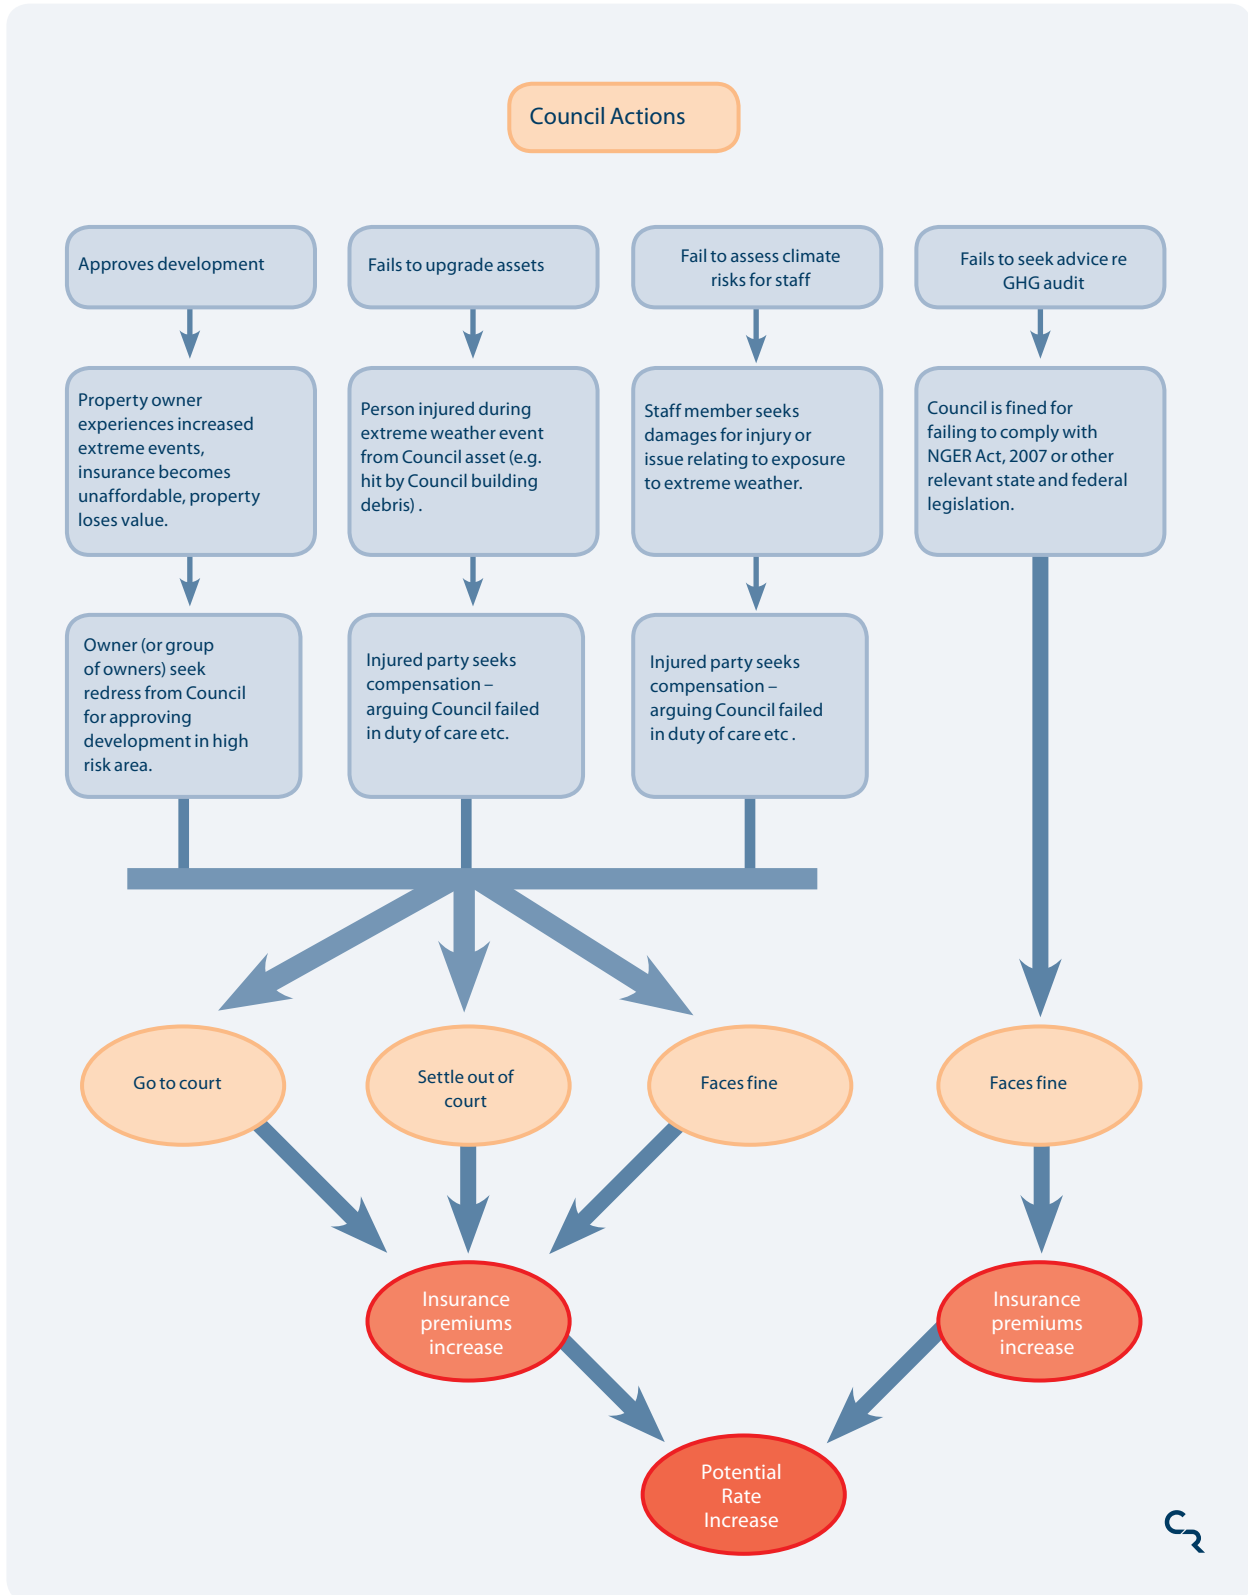 Council Actions
Approves development
Fails to upgrade assets
Fail to assess climate
risks for staff
Fails to seek advice re
GHG audit
Property owner
experiences increased
extreme events,
insurance becomes
unaffordable, property
loses value.
Person injured during
extreme weather event
from Council asset (e.g.
hit by Council building
debris) .
Staff member seeks
damages for injury or
issue relating to exposure
to extreme weather.
Council is fined for
failing to comply with
NGER Act, 2007 or other
relevant state and federal
legislation.
Owner (or group
of owners) seek
redress from Council
for approving
development in high
risk area.
Injured party seeks
compensation –
arguing Council failed
in duty of care etc.
Injured party seeks
compensation –
arguing Council failed
in duty of care etc .
Go to court
Settle out of
court
Faces fine
Faces fine
Insurance
premiums
increase
Insurance
premiums
increase
Potential
Rate
Increase
CR